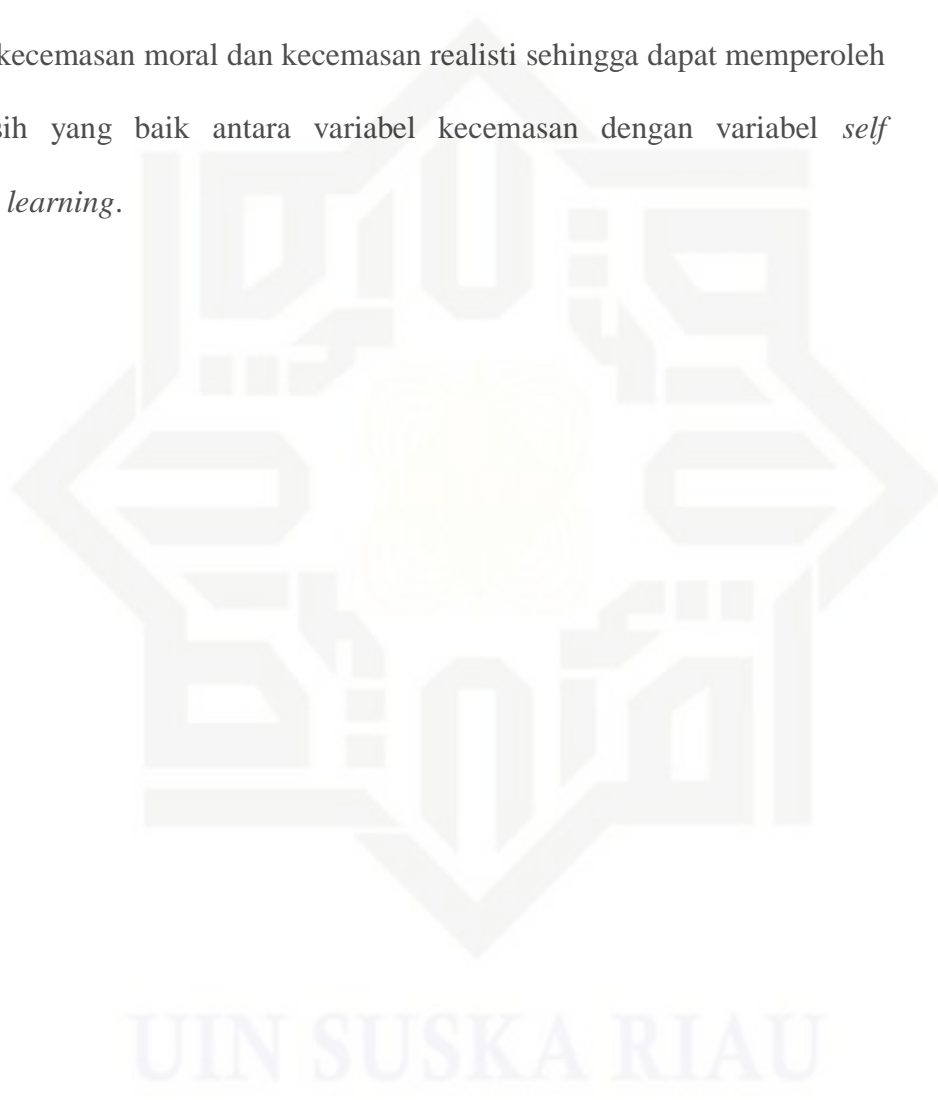 kecemasan moral dan kecemasan realisti sehingga dapat memperoleh
sih yang baik antara variabel kecemasan dengan variabel self
learning.
UIN SUSKA RIAU